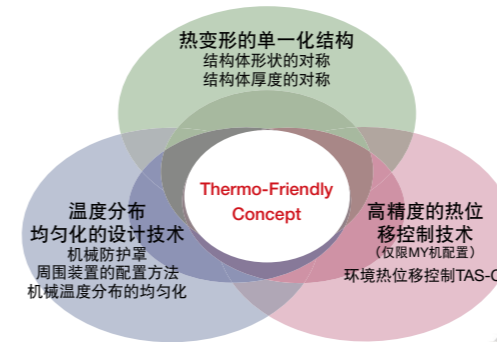 热变形的单一化结构
结构体形状的对称
结构体厚度的对称
Thermo-Friendly
Concept
温度分布
均匀化的设计技术
机械防护罩
周围装置的配置方法
机械温度分布的均匀化
高精度的热位
移控制技术
（仅限MY机配置）
环境热位移控制TAS-C